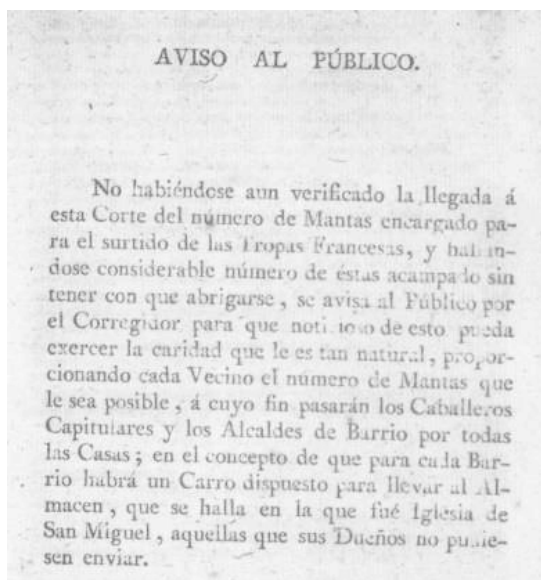 AVISO AL PÚBLICO.
No habiéndose aun verificado la llegada á
esta Corte del número de Mantas encargado pa-
ra el surtido de las Tropas Francesas, y hallán-
dose considerable número de éstas acampado sin
tener con que abrigarse, se avisa al Público por
el Corregidor para que noticioso de esto pueda
exercer la caridad que le es tan natural, propor-
cionando cada Vecino el número de Mantas que
le sea posible, á cuyo fin pasarán los Caballeros
Capitulares y los Alcaldes de Barrio por todas
las Casas; en el concepto de que para cada Bar-
rio habrá un Carro dispuesto para llevar al Al-
macen, que se halla en la que fué Iglesia de
San Miguel, aquellas que sus Dueños no pudie-
sen enviar.